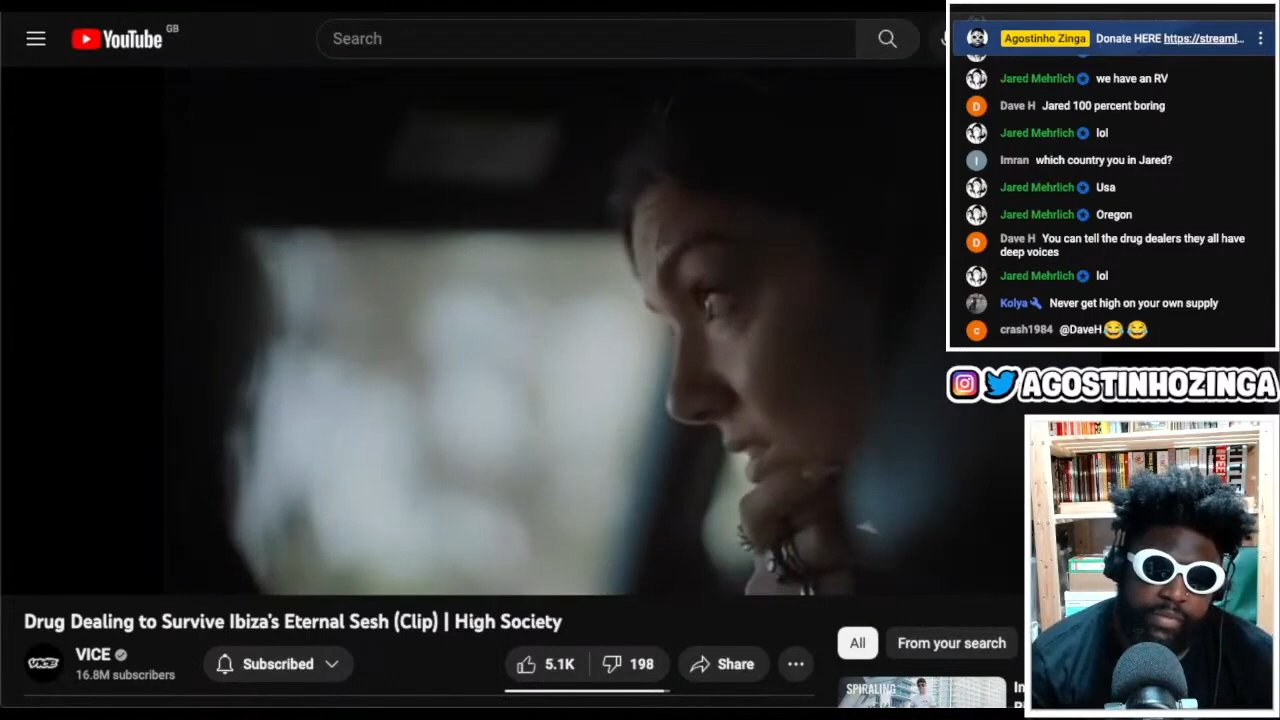 YouTube GB
Search
Agostinho Zinga Donate HERE https://streaml...
Jared Mehrlich we have an RV
D Dave H Jared 100 percent boring
Jared Mehrlich lol
I Imran which country you in Jared?
Jared Mehrlich Usa
Jared Mehrlich Oregon
D Dave H You can tell the drug dealers they all have
deep voices
Jared Mehrlich lol
Kolya Never get high on your own supply
c crash1984 @DaveH😂😂
AGOSTINHOZINGA
Drug Dealing to Survive Ibiza's Eternal Sesh (Clip) | High Society
VICE
VICE
16.8M subscribers
Subscribed
5.1K
198
Share
All
From your search
SPIRALING